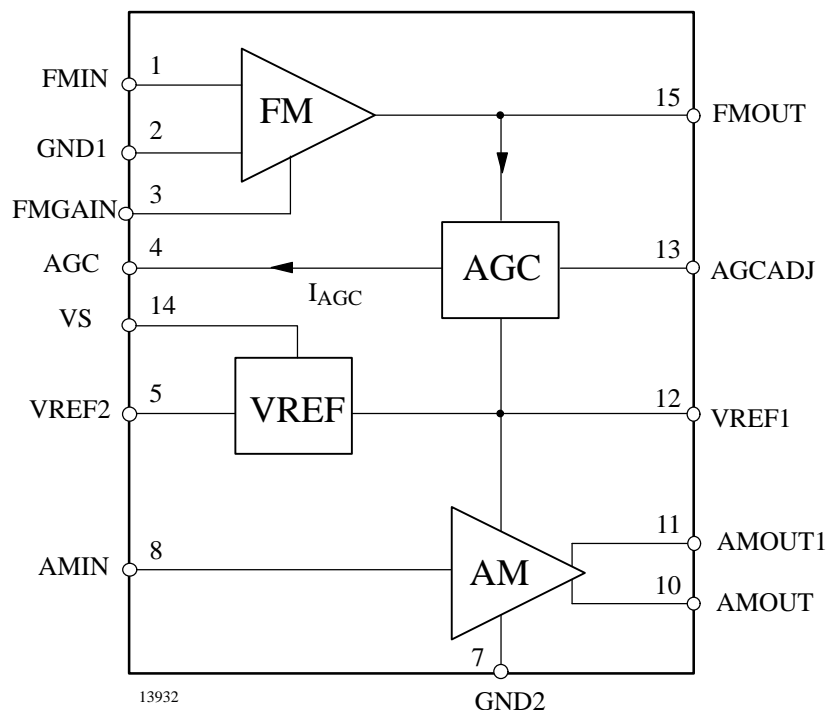 FMIN
1
GND1
2
FMGAIN
3
AGC
4
VS
14
VREF2
5
AMIN
8
FM
AGC
VREF
AM
I_AGC
15
FMOUT
13
AGCADJ
12
VREF1
11
AMOUT1
10
AMOUT
7
GND2
13932